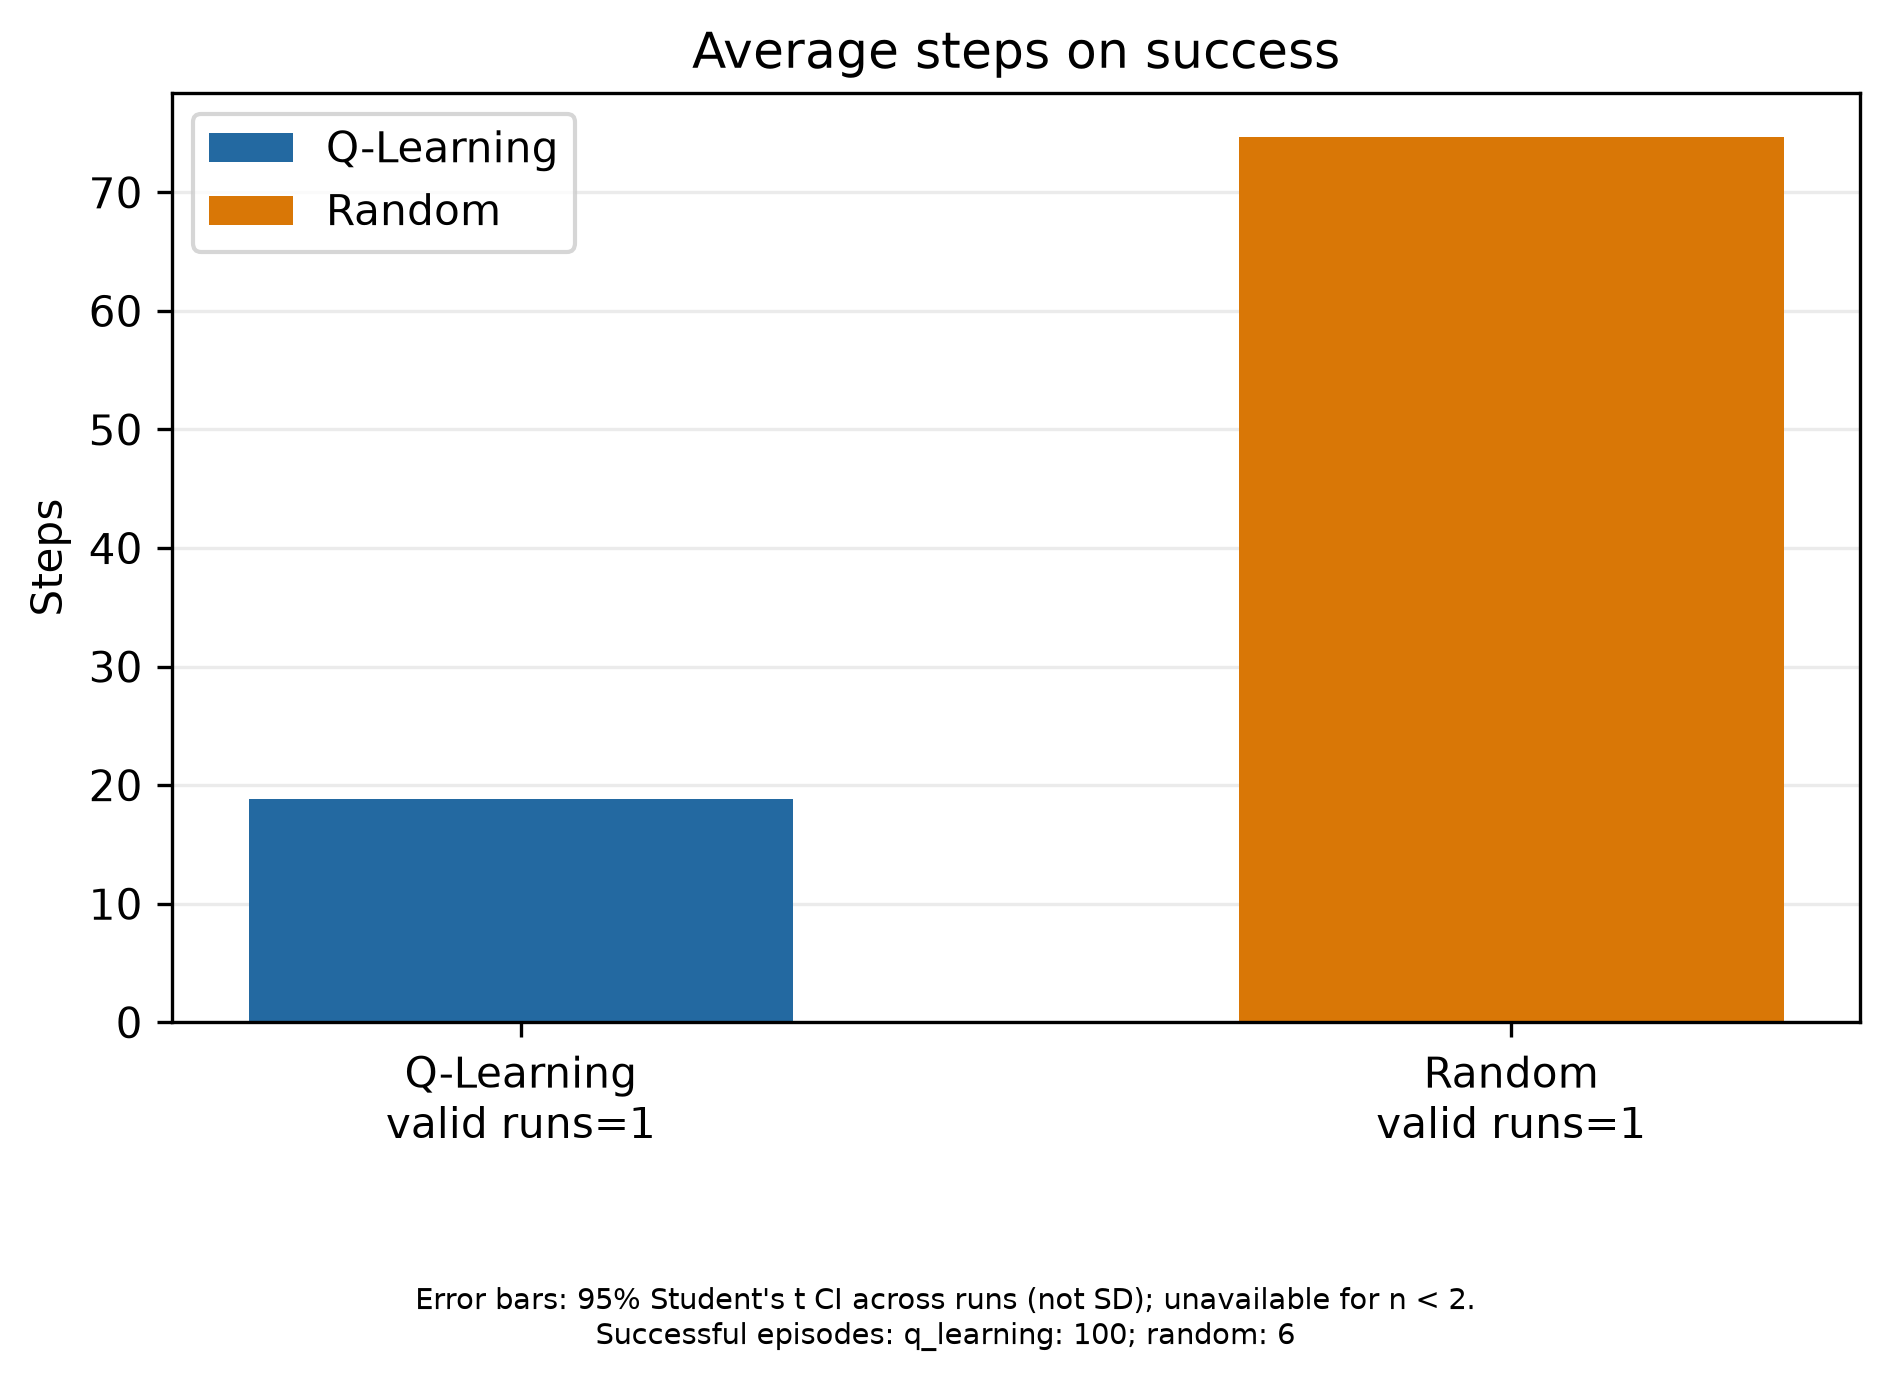 Average steps on success
Q-Learning
Random
Steps
70
60
50
40
30
20
10
0
Q-Learning
valid runs=1
Random
valid runs=1
Error bars: 95% Student's t CI across runs (not SD); unavailable for n < 2.
Successful episodes: q_learning: 100; random: 6